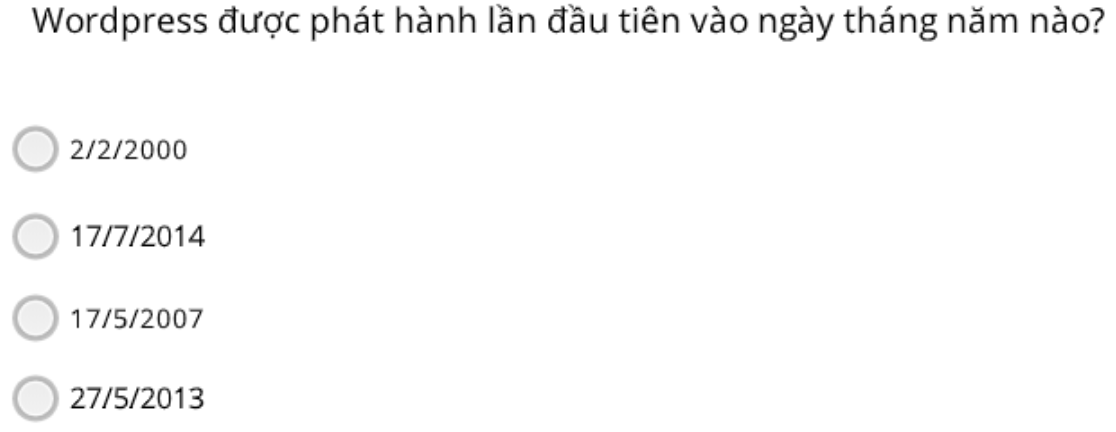 Wordpress được phát hành lần đầu tiên vào ngày tháng năm nào?
2/2/2000
17/7/2014
17/5/2007
27/5/2013